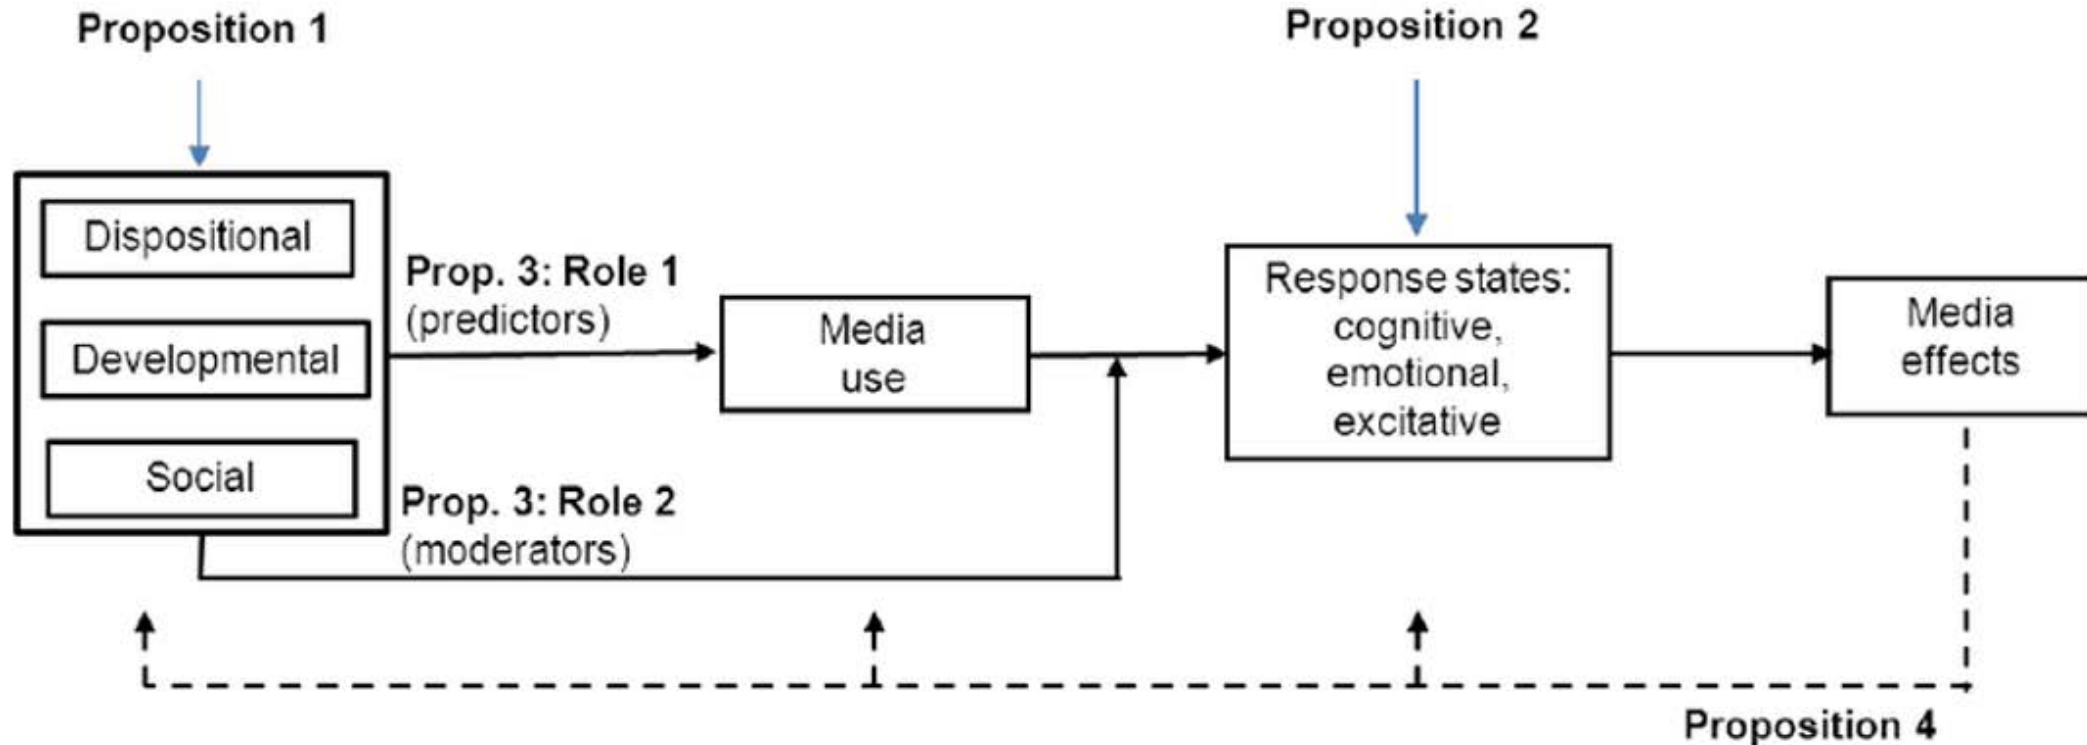 Proposition 1
Proposition 2
Dispositional
Developmental
Social
Prop. 3: Role 1
(predictors)
Prop. 3: Role 2
(moderators)
Media
use
Response states:
cognitive,
emotional,
excitative
Media
effects
Proposition 4